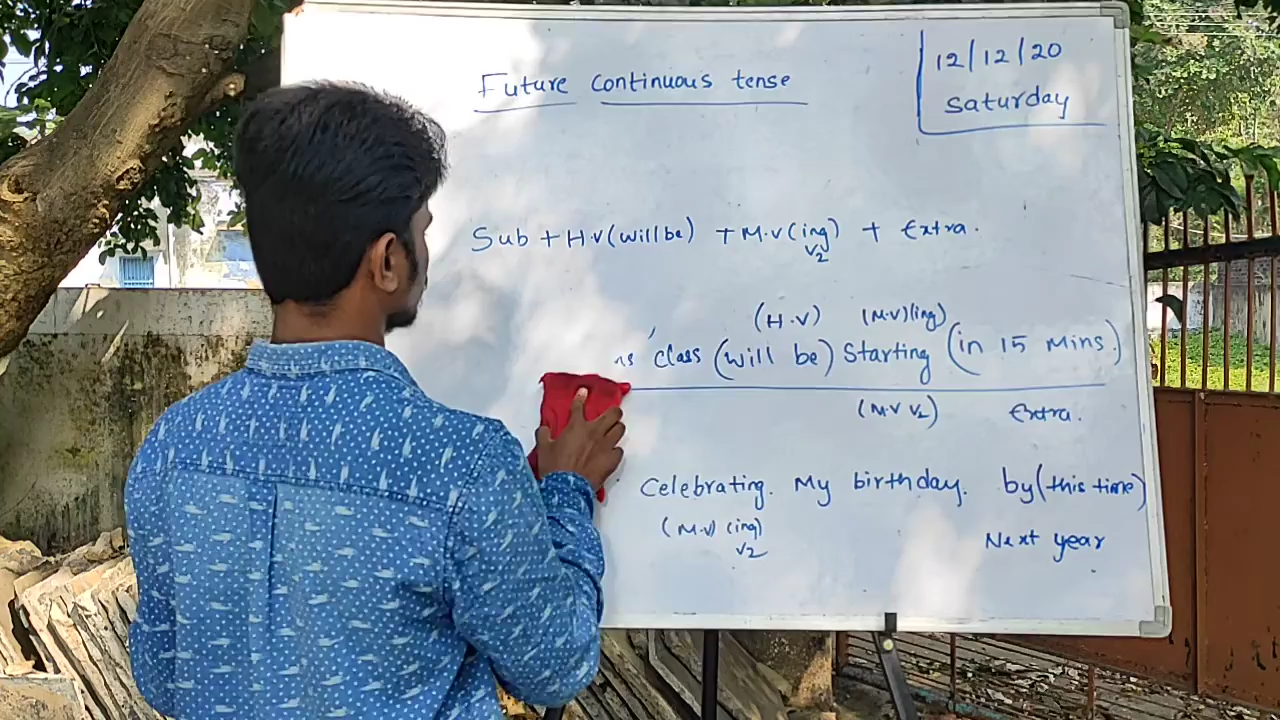 12/12/20
Future continuous tense
Saturday
Sub + H.V (will be) + M.V (ing) + Extra.
V2
(H.V) (M.V) (ing)
class (will be) Starting (in 15 Mins.)
(M.V V2) Extra.
Celebrating. My birthday. by (this time)
(M.V) (ing)
V2
Next year